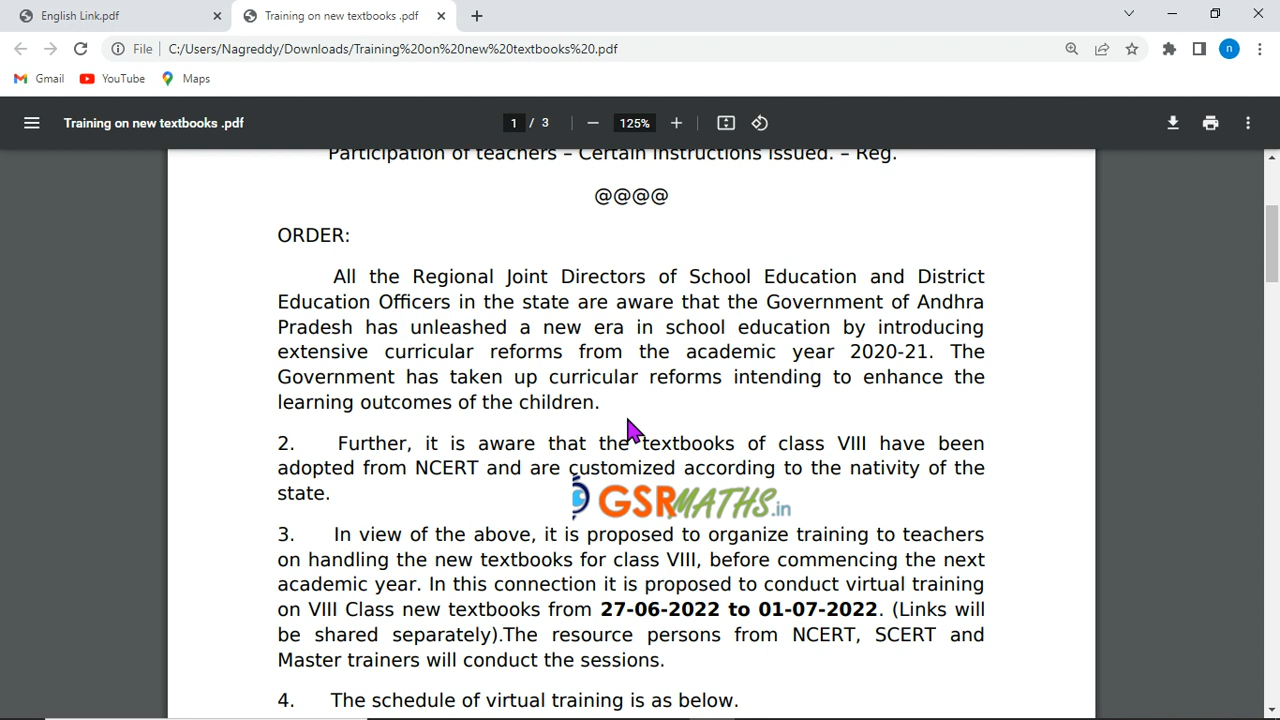 English Link.pdf
Training on new textbooks .pdf
File
C:/Users/Nagreddy/Downloads/Training%20on%20new%20textbooks%20.pdf
n
Gmail
YouTube
Maps
Training on new textbooks .pdf
1 / 3
125%
Participation of teachers – Certain instructions issued. – Reg.
@@@@
ORDER:
All the Regional Joint Directors of School Education and District
Education Officers in the state are aware that the Government of Andhra
Pradesh has unleashed a new era in school education by introducing
extensive curricular reforms from the academic year 2020-21. The
Government has taken up curricular reforms intending to enhance the
learning outcomes of the children.
2. Further, it is aware that the textbooks of class VIII have been
adopted from NCERT and are customized according to the nativity of the
state.
GSRMATHS.in
3. In view of the above, it is proposed to organize training to teachers
on handling the new textbooks for class VIII, before commencing the next
academic year. In this connection it is proposed to conduct virtual training
on VIII Class new textbooks from 27-06-2022 to 01-07-2022. (Links will
be shared separately).The resource persons from NCERT, SCERT and
Master trainers will conduct the sessions.
4. The schedule of virtual training is as below.